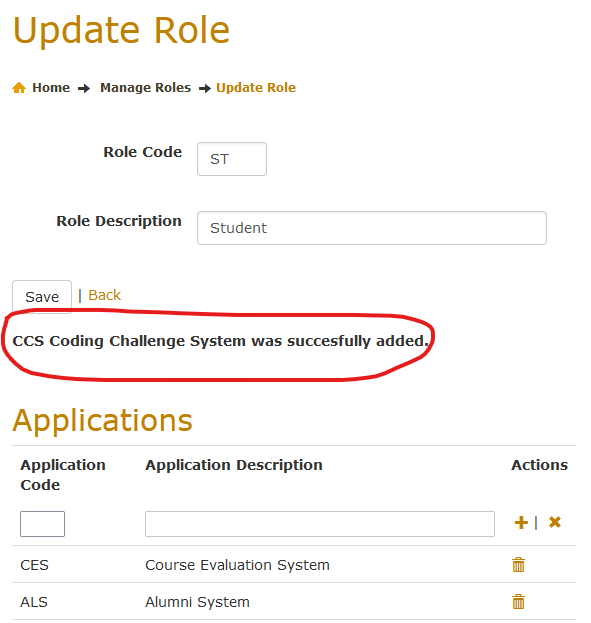 Update Role
Home Manage Roles Update Role
Role Code ST
Role Description Student
Save | Back
CCS Coding Challenge System was succesfully added.
Applications
Application Code Application Description Actions
|
CES Course Evaluation System
ALS Alumni System